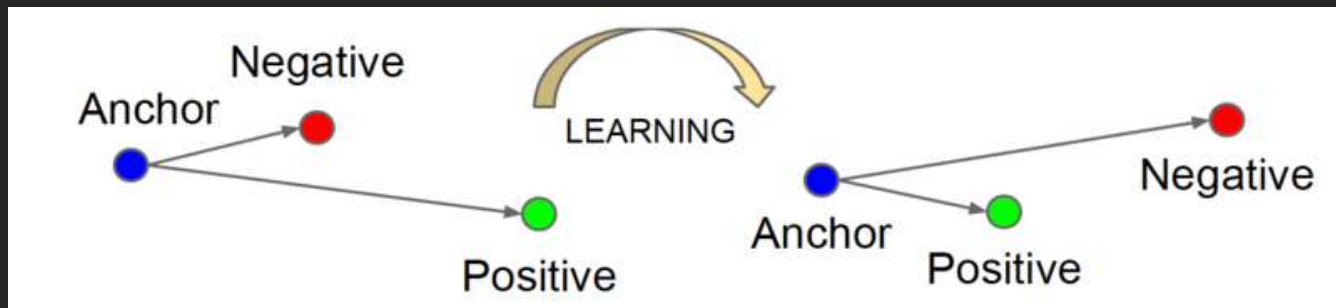 Negative
Anchor
Positive
LEARNING
Negative
Anchor
Positive